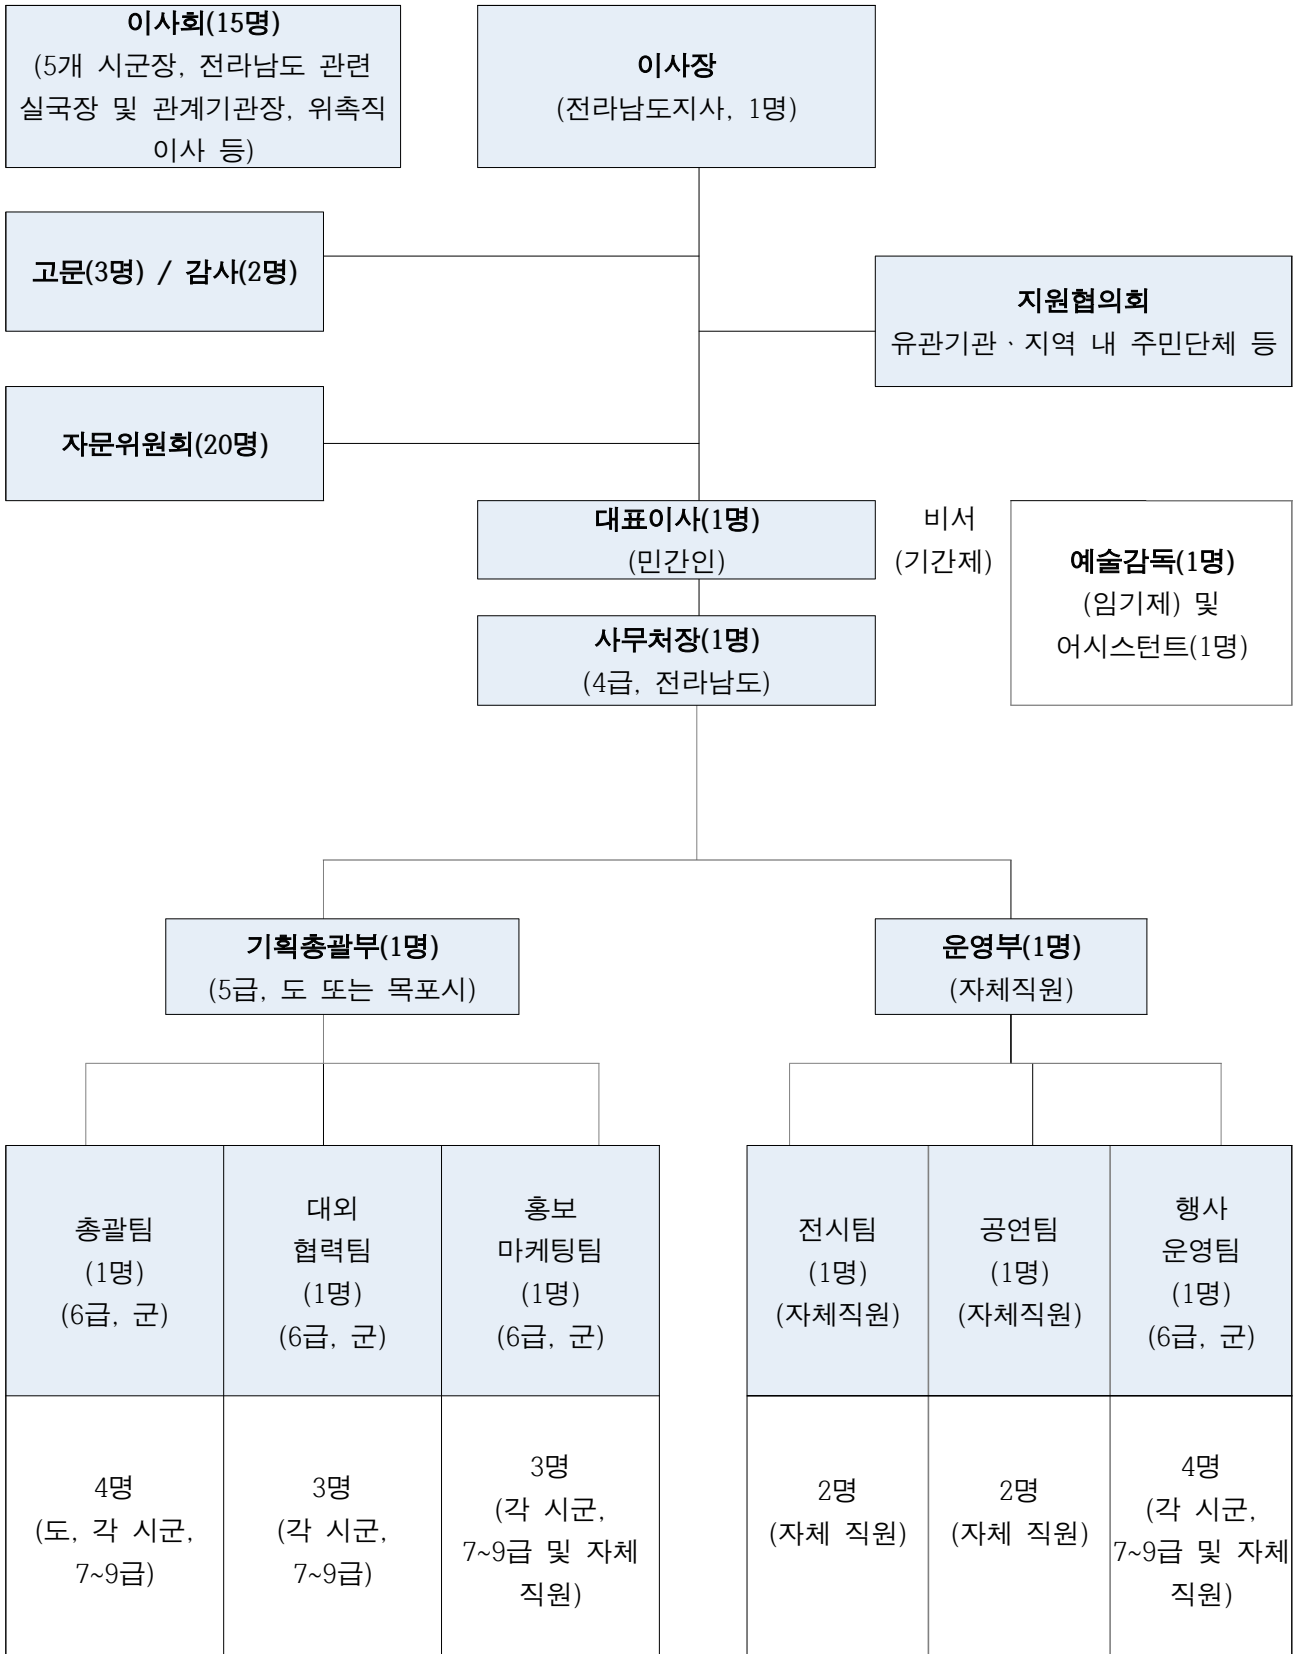 이사회(15명)
(5개 시군장, 전라남도 관련
실국장 및 관계기관장, 위촉직
이사 등)
이사장
(전라남도지사, 1명)
고문(3명) / 감사(2명)
지원협의회
유관기관ㆍ지역 내 주민단체 등
자문위원회(20명)
대표이사(1명)
(민간인)
비서
(기간제)
예술감독(1명)
(임기제) 및
어시스턴트(1명)
사무처장(1명)
(4급, 전라남도)
기획총괄부(1명)
(5급, 도 또는 목포시)
운영부(1명)
(자체직원)
총괄팀
(1명)
(6급, 군)
대외
협력팀
(1명)
(6급, 군)
홍보
마케팅팀
(1명)
(6급, 군)
전시팀
(1명)
(자체직원)
공연팀
(1명)
(자체직원)
행사
운영팀
(1명)
(6급, 군)
4명
(도, 각 시군,
7~9급)
3명
(각 시군,
7~9급)
3명
(각 시군,
7~9급 및 자체
직원)
2명
(자체 직원)
2명
(자체 직원)
4명
(각 시군,
7~9급 및 자체
직원)